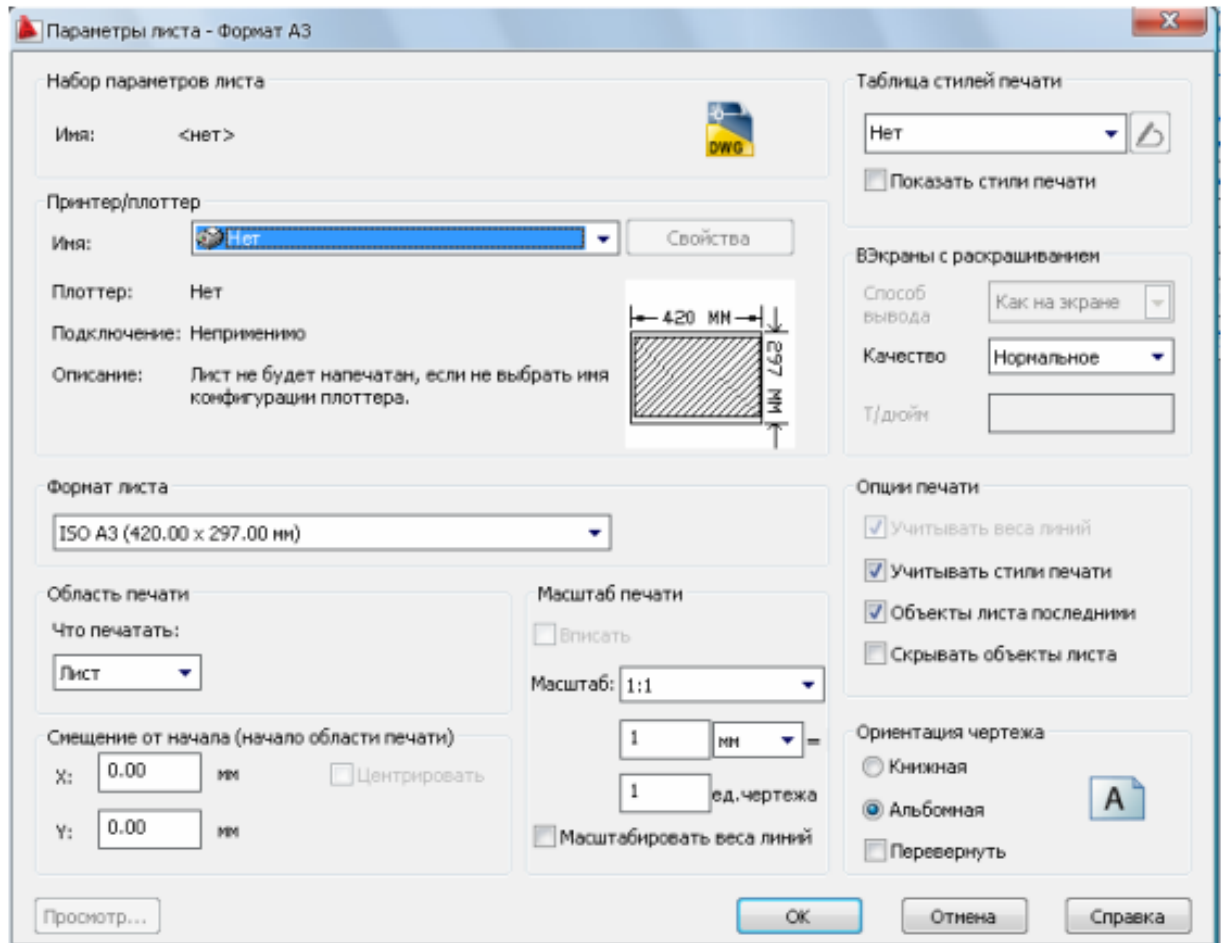 Параметры листа - Формат А3
Набор параметров листа
Имя: <нет>
DWG
Принтер/плоттер
Имя: Нет
Свойства
Плоттер: Нет
Подключение: Неприменимо
Описание: Лист не будет напечатан, если не выбрать имя
конфигурации плоттера.
420 MM
297 MM
Формат листа
ISO A3 (420.00 x 297.00 мм)
Область печати
Что печатать:
Лист
Смещение от начала (начало области печати)
X: 0.00 мм
Центрировать
Y: 0.00 мм
Масштаб печати
Вписать
Масштаб: 1:1
1 мм =
1 ед.чертежа
Масштабировать веса линий
Таблица стилей печати
Нет
Показать стили печати
ВЭкраны с раскрашиванием
Способ
вывода
Как на экране
Качество Нормальное
Т/дюйм
Опции печати
Учитывать веса линий
Учитывать стили печати
Объекты листа последними
Скрывать объекты листа
Ориентация чертежа
Книжная
Альбомная
A
Перевернуть
Просмотр...
ОК
Отмена
Справка